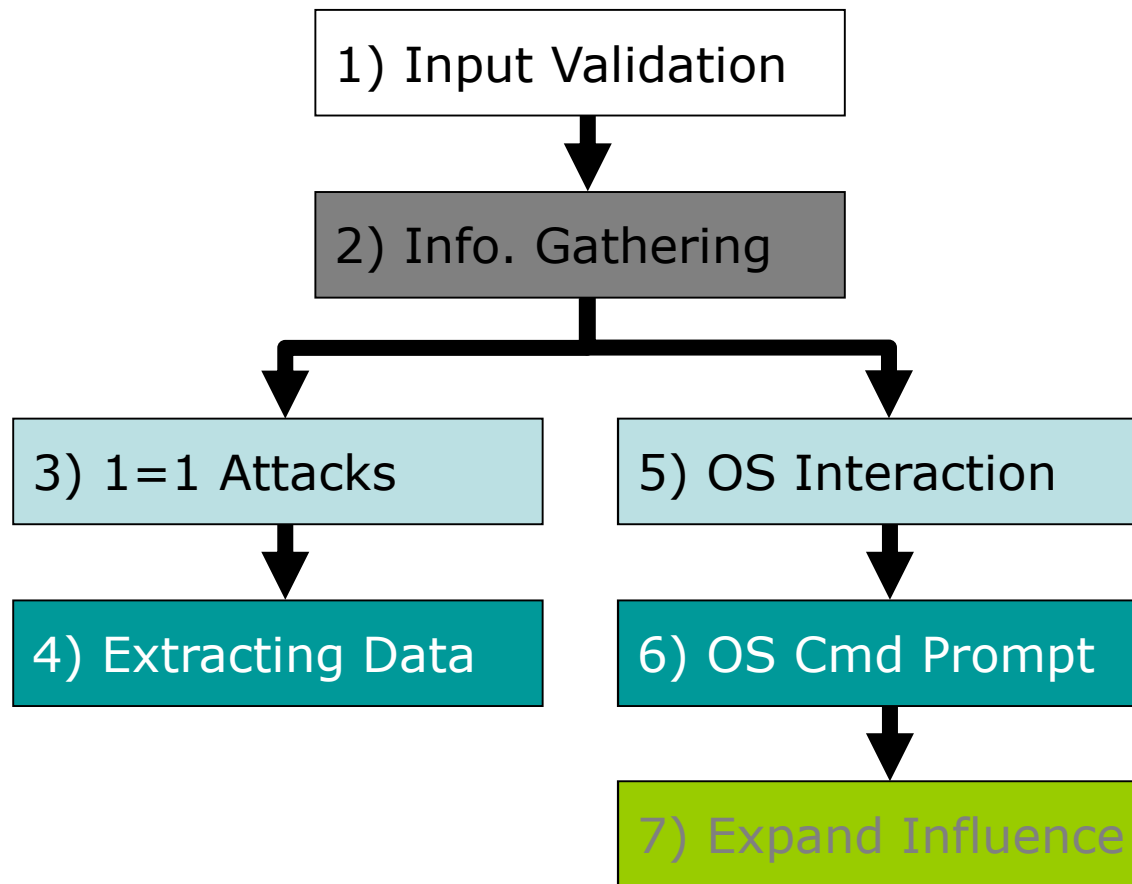 1) Input Validation
2) Info. Gathering
3) 1=1 Attacks
5) OS Interaction
4) Extracting Data
6) OS Cmd Prompt
7) Expand Influence